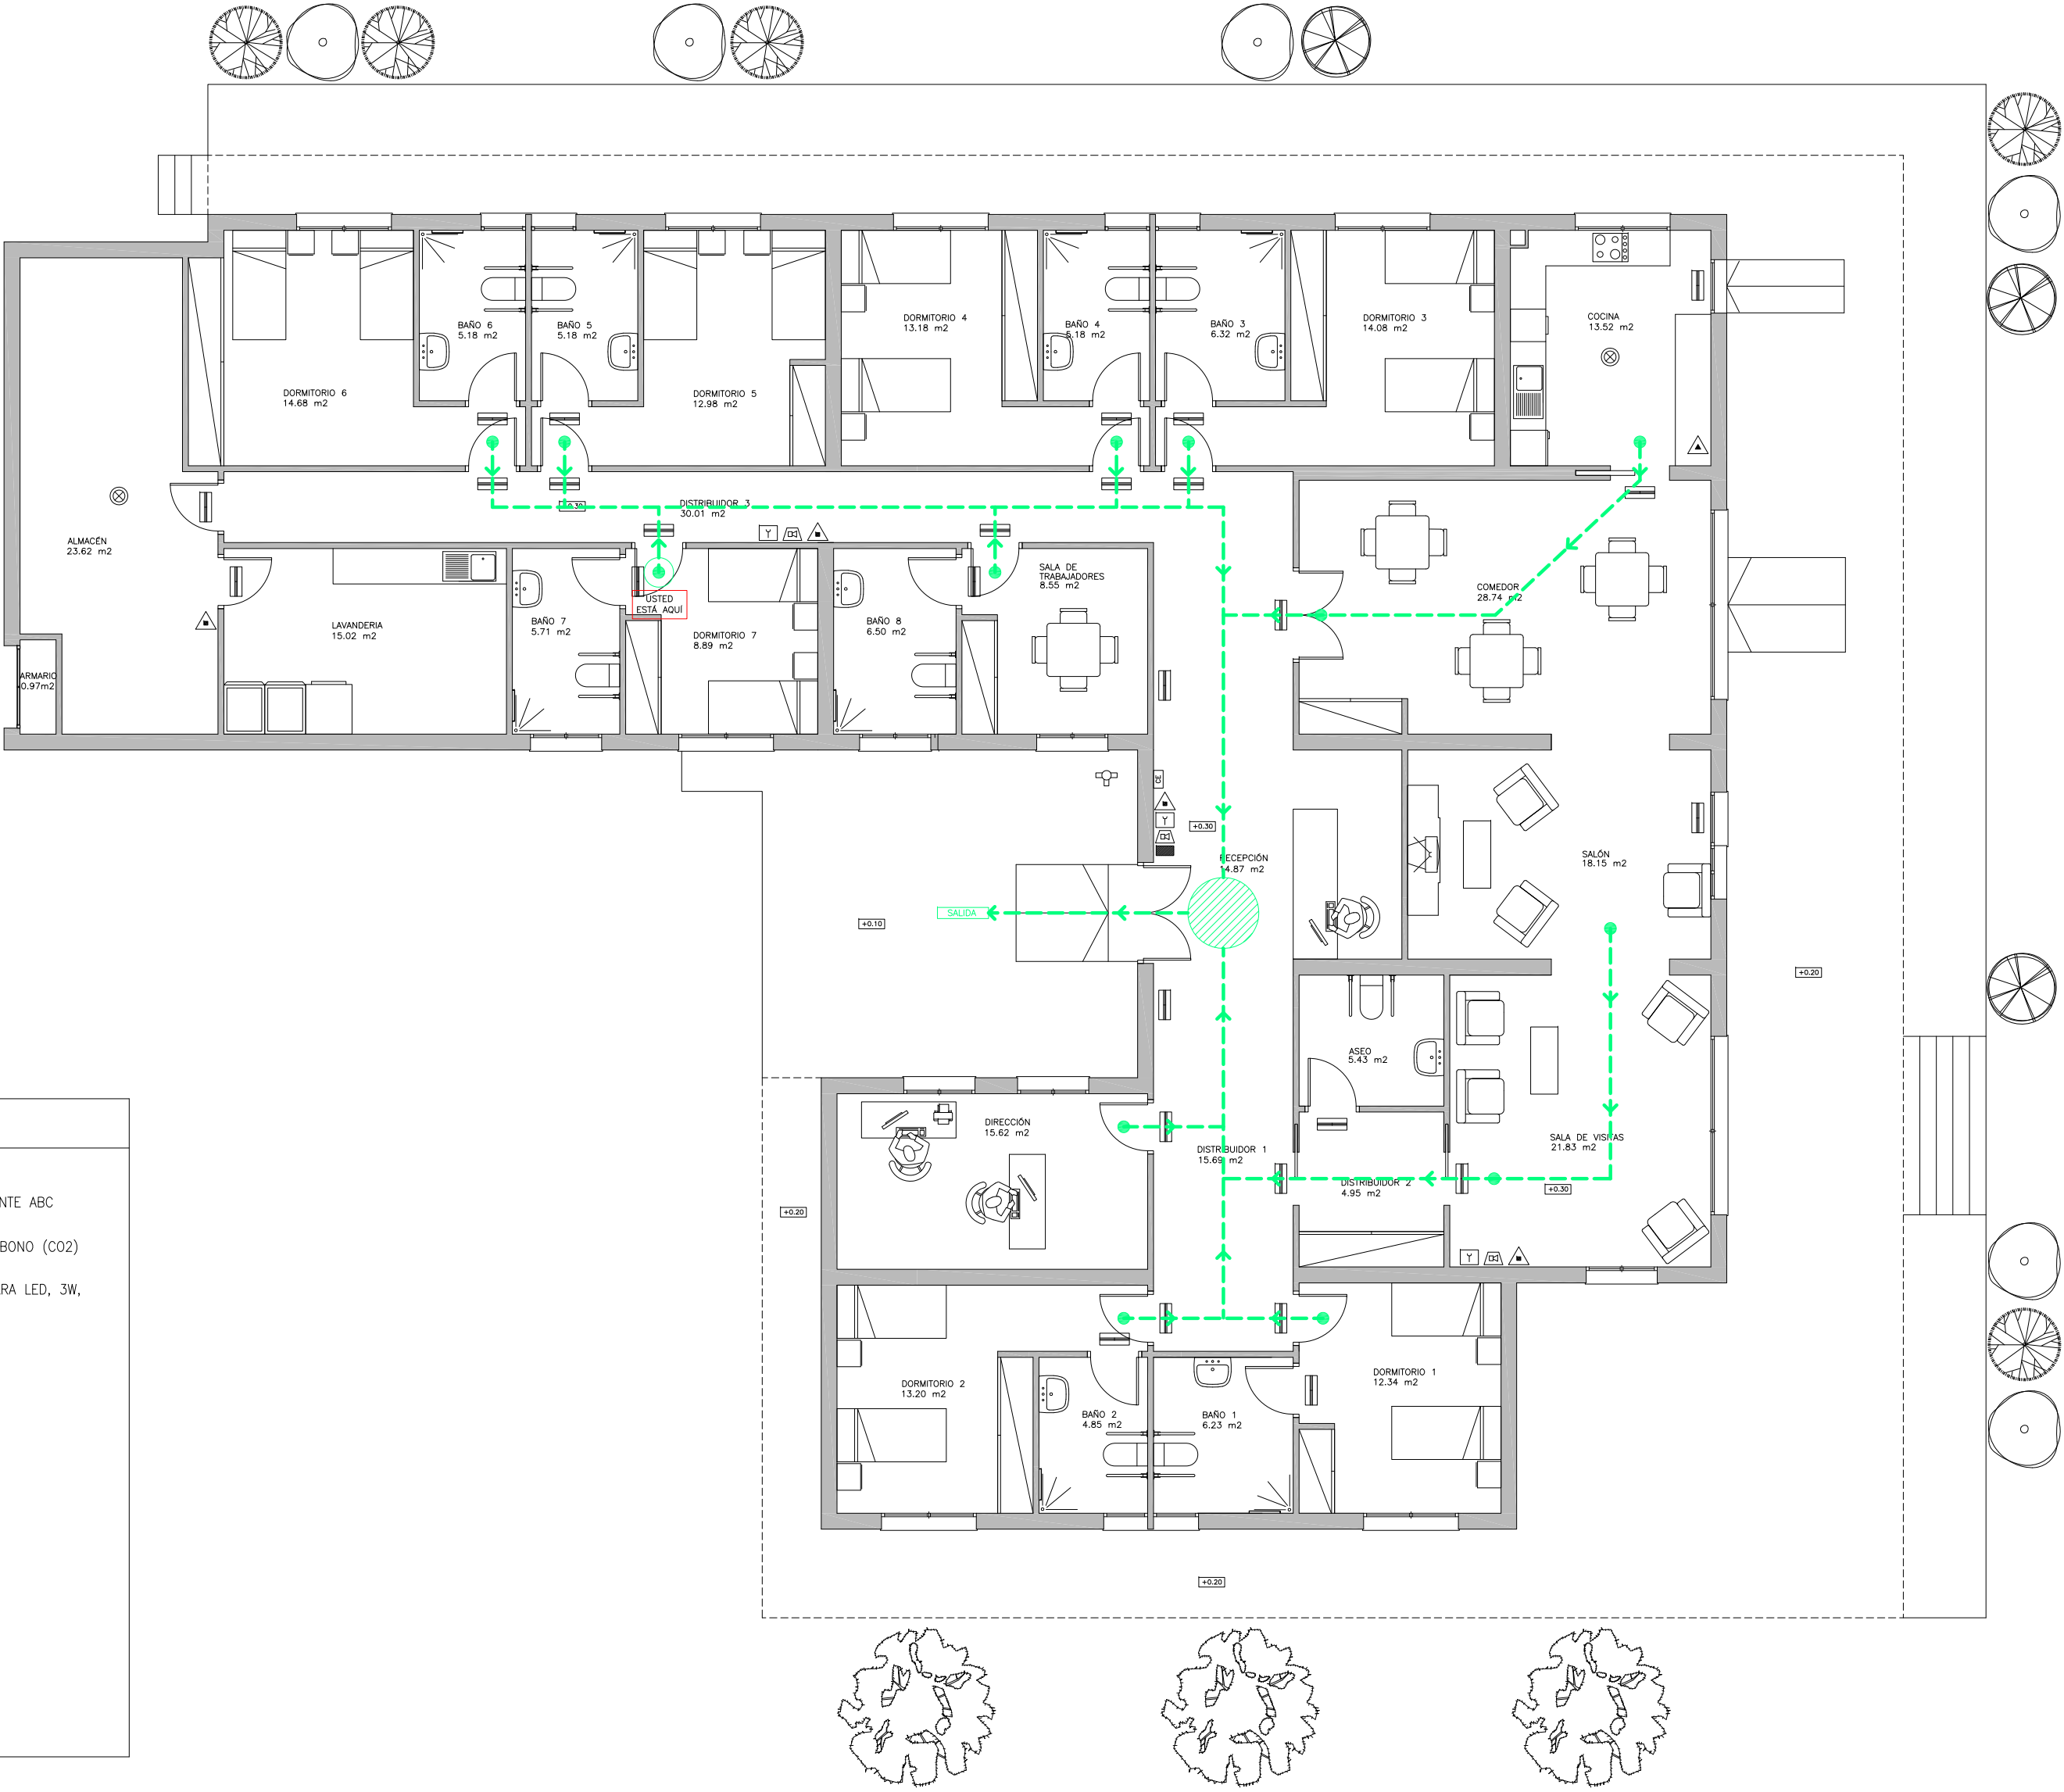 BAÑO 6
5.18 m2
BAÑO 5
5.18 m2
DORMITORIO 4
13.18 m2
BAÑO 4
5.18 m2
BAÑO 3
6.32 m2
DORMITORIO 3
14.08 m2
COCINA
13.52 m2
DORMITORIO 6
14.68 m2
DORMITORIO 5
12.98 m2
+0.30
DISTRIBUIDOR 3
30.01 m2
ALMACÉN
23.62 m2
SALA DE
TRABAJADORES
8.55 m2
COMEDOR
28.74 m2
USTED
ESTÁ AQUÍ
LAVANDERIA
15.02 m2
BAÑO 7
5.71 m2
DORMITORIO 7
8.89 m2
BAÑO 8
6.50 m2
ARMARIO
0.97m2
CE
+0.30
RECEPCIÓN
14.87 m2
SALÓN
18.15 m2
SALIDA
+0.10
+0.20
ASEO
5.43 m2
DIRECCIÓN
15.62 m2
DISTRIBUIDOR 1
15.69 m2
SALA DE VISITAS
21.83 m2
DISTRIBUIDOR 2
4.95 m2
+0.30
+0.20
NTE ABC
BONO (CO2)
RA LED, 3W,
DORMITORIO 2
13.20 m2
DORMITORIO 1
12.34 m2
BAÑO 2
4.85 m2
BAÑO 1
6.23 m2
+0.20